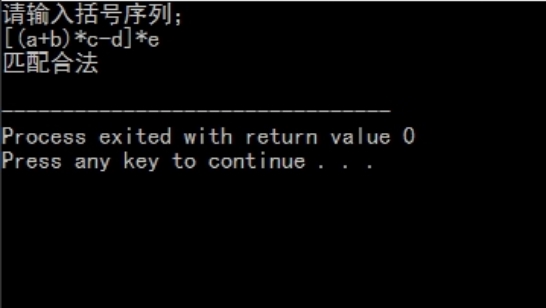 请输入括号序列;
[(a+b)*c-d]*e
匹配合法
--------------------------------
Process exited with return value 0
Press any key to continue . . .